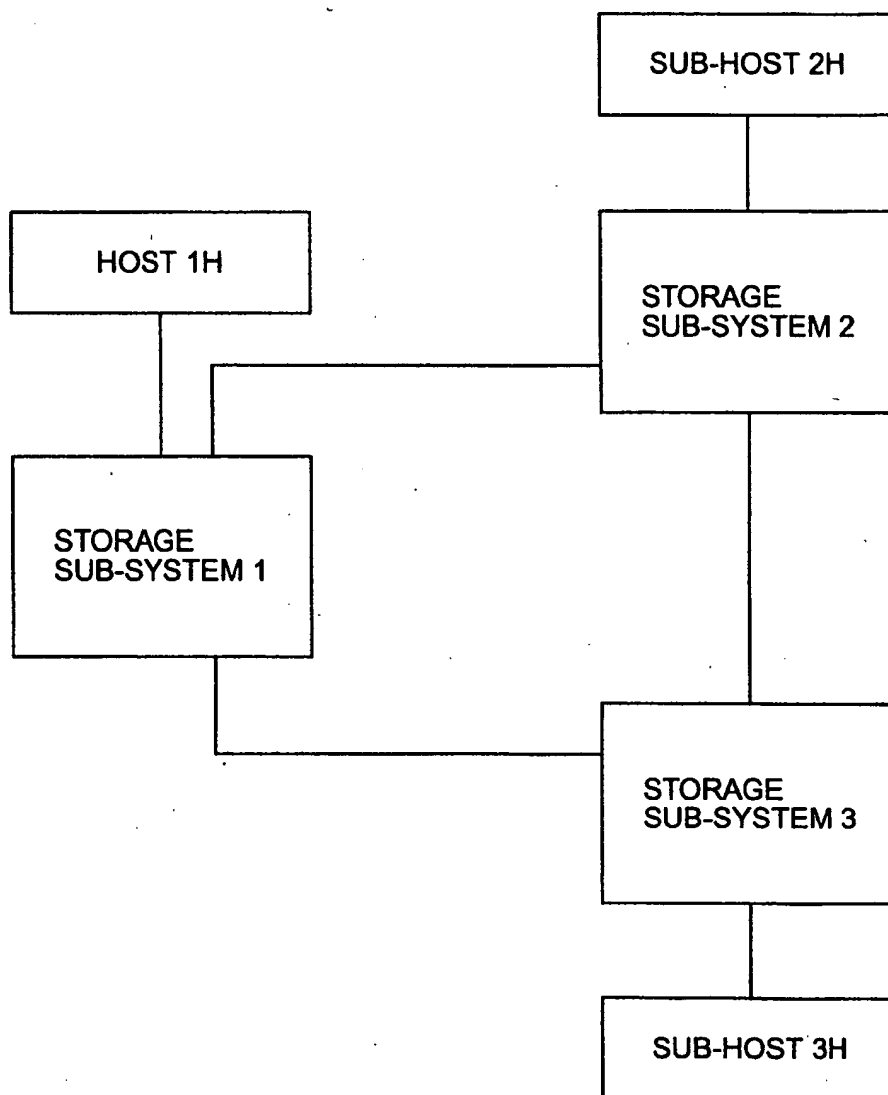 SUB-HOST 2H
HOST 1H
STORAGE
SUB-SYSTEM 2
STORAGE
SUB-SYSTEM 1
STORAGE
SUB-SYSTEM 3
SUB-HOST 3H